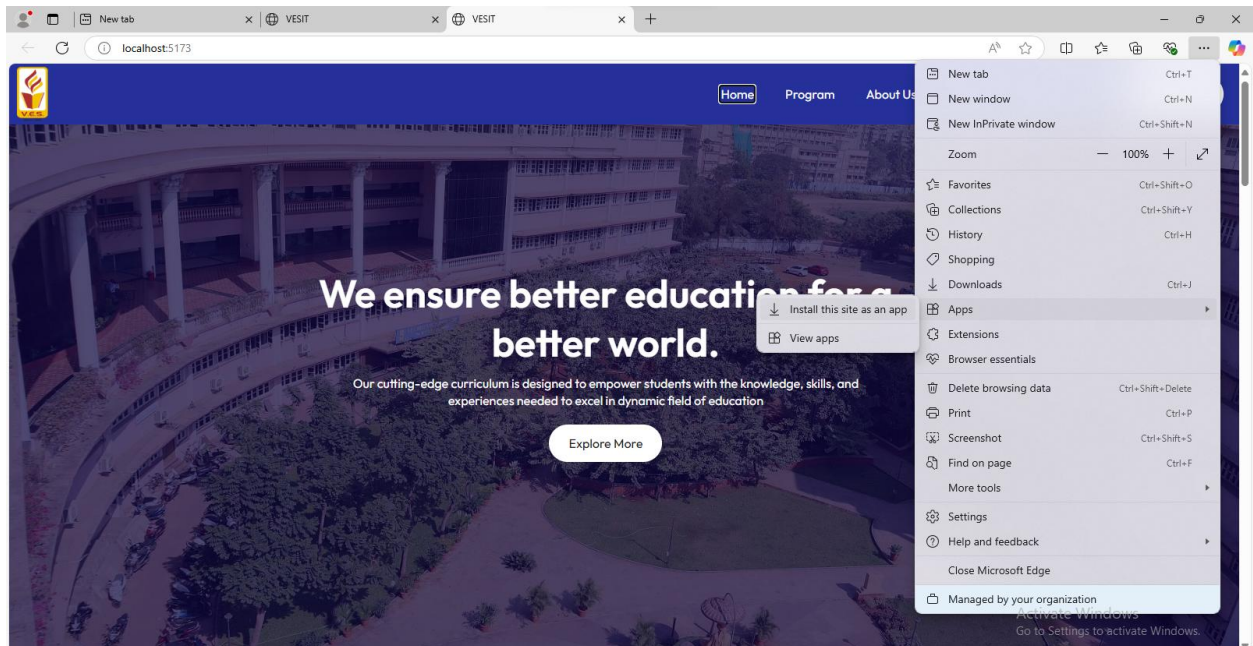 New tab
VESIT
VESIT
localhost:5173
V.E.S.
Home
Program
About Us
We ensure better education for a
better world.
Our cutting-edge curriculum is designed to empower students with the knowledge, skills, and
experiences needed to excel in dynamic field of education
Explore More
Install this site as an app
View apps
New tab Ctrl+T
New window Ctrl+N
New InPrivate window Ctrl+Shift+N
Zoom 100%
Favorites Ctrl+Shift+O
Collections Ctrl+Shift+Y
History Ctrl+H
Shopping
Downloads Ctrl+J
Apps
Extensions
Browser essentials
Delete browsing data Ctrl+Shift+Delete
Print Ctrl+P
Screenshot Ctrl+Shift+S
Find on page Ctrl+F
More tools
Settings
Help and feedback
Close Microsoft Edge
Managed by your organization
Activate Windows
Go to Settings to activate Windows.